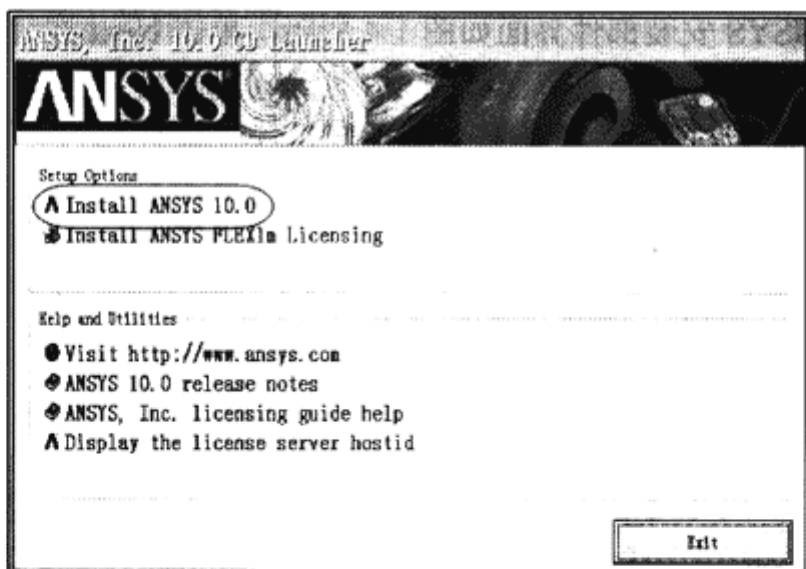 ANSYS, Inc. 10.0 CD Launcher
ANSYS
Setup Options
Install ANSYS 10.0
Install ANSYS FLEXlm Licensing
Help and Utilities
Visit http://www.ansys.com
ANSYS 10.0 release notes
ANSYS, Inc. licensing guide help
Display the license server hostid
Exit